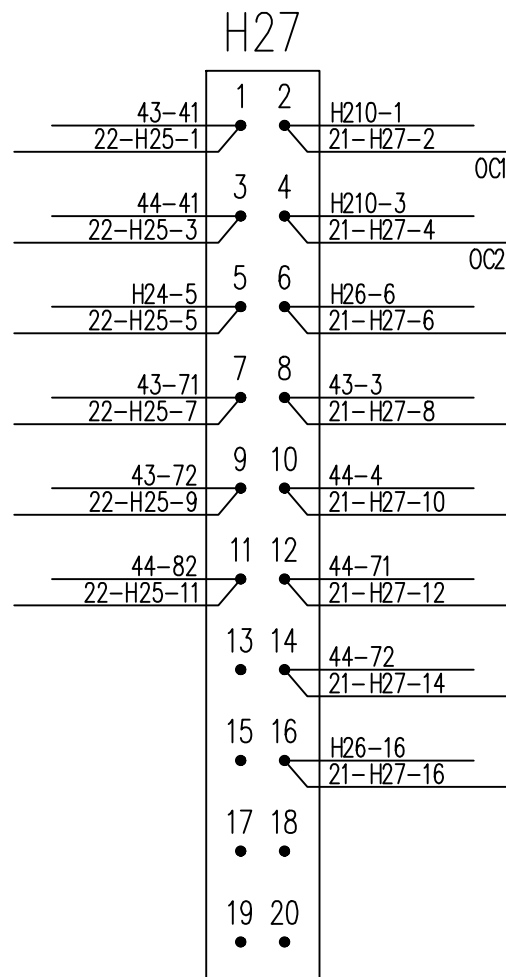 H27
1 2
43-41 H210-1
22-H25-1 21-H27-2
OC1
3 4
44-41 H210-3
22-H25-3 21-H27-4
OC2
5 6
H24-5 H26-6
22-H25-5 21-H27-6
7 8
43-71 43-3
22-H25-7 21-H27-8
9 10
43-72 44-4
22-H25-9 21-H27-10
11 12
44-82 44-71
22-H25-11 21-H27-12
13 14
44-72
21-H27-14
15 16
H26-16
21-H27-16
17 18
19 20